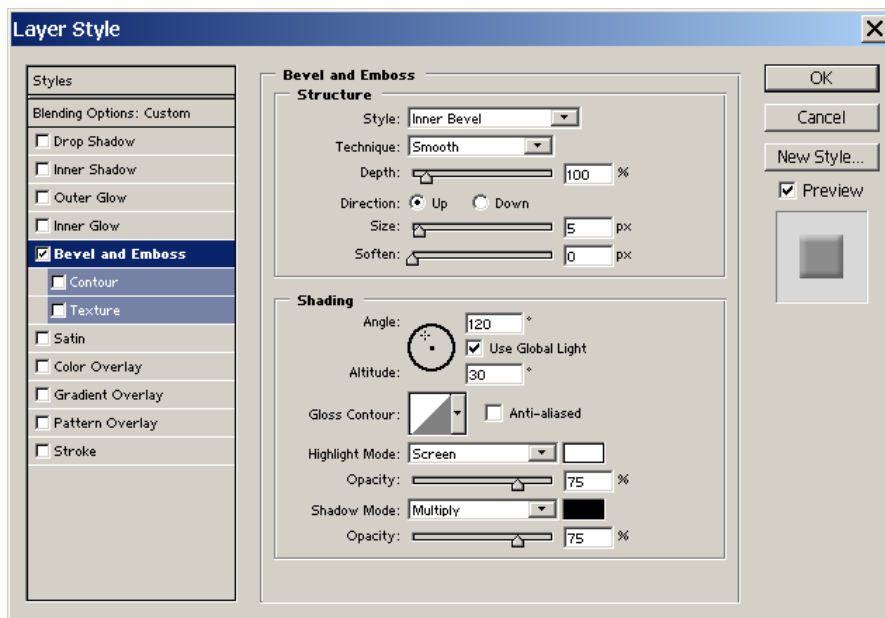 Layer Style
Styles
Blending Options: Custom
Drop Shadow
Inner Shadow
Outer Glow
Inner Glow
Bevel and Emboss
Contour
Texture
Satin
Color Overlay
Gradient Overlay
Pattern Overlay
Stroke
Bevel and Emboss
Structure
Style: Inner Bevel
Technique: Smooth
Depth: 100 %
Direction: Up Down
Size: 5 px
Soften: 0 px
Shading
Angle: 120 °
Use Global Light
Altitude: 30 °
Gloss Contour: Anti-aliased
Highlight Mode: Screen
Opacity: 75 %
Shadow Mode: Multiply
Opacity: 75 %
OK
Cancel
New Style...
Preview